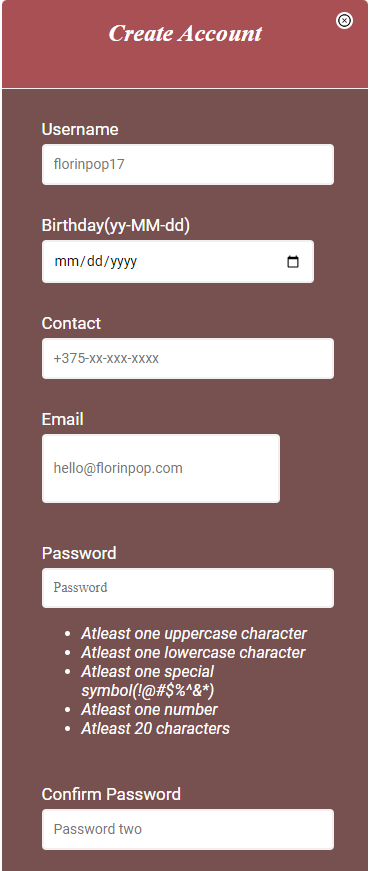 Create Account
Username
florinpop17
Birthday(yy-MM-dd)
mm/dd/yyyy
Contact
+375-xx-xxx-xxxx
Email
hello@florinpop.com
Password
Password
• Atleast one uppercase character
• Atleast one lowercase character
• Atleast one special
symbol(!@#$%^&*)
• Atleast one number
• Atleast 20 characters
Confirm Password
Password two